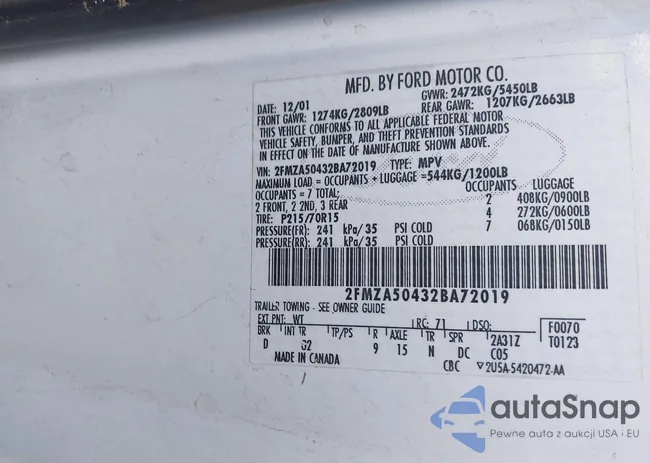 MFD. BY FORD MOTOR CO.
DATE: 12/01 GVWR: 2472KG/5450LB
FRONT GAWR: 1274KG/2809LB REAR GAWR: 1207KG/2663LB
THIS VEHICLE CONFORMS TO ALL APPLICABLE FEDERAL MOTOR
VEHICLE SAFETY, BUMPER, AND THEFT PREVENTION STANDARDS
IN EFFECT ON THE DATE OF MANUFACTURE SHOWN ABOVE.
VIN: 2FMZA50432BA72019 TYPE: MPV
MAXIMUM LOAD = OCCUPANTS + LUGGAGE = 544KG/1200LB
OCCUPANTS = 7 TOTAL; OCCUPANTS LUGGAGE
2 FRONT, 2 2ND, 3 REAR 2 408KG/0900LB
TIRE: P215/70R15 4 272KG/0600LB
PRESSURE(FR): 241 kPa/35 PSI COLD 7 068KG/0150LB
PRESSURE(RR): 241 kPa/35 PSI COLD
2FMZA50432BA72019
TRAILER TOWING - SEE OWNER GUIDE
EXT PNT: WT RC: 71 DSO: F0070
BRK INT TR TP/PS R AXLE TR SPR 2A31Z T0123
D G2 9 15 N DC C05
MADE IN CANADA CBC 2U5A-5420472-AA
autaSnap
Pewne auta z aukcji USA i EU